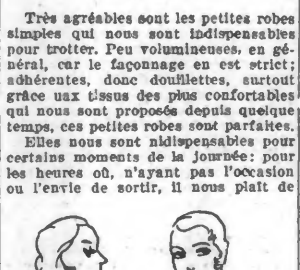 Très agréables sont les petites robes
simples qui nous sont indispensables
pour trotter. Peu volumineuses, en gé-
néral, car le façonnage en est strict;
adhérentes, donc douillettes, surtout
grâce uax tissus des plus confortables
qui nous sont proposés depuis quelque
temps, ces petites robes sont parfaites.
Elles nous sont nidispensables pour
certains moments de la journée: pour
les heures où, n'ayant pas l'occasion
ou l'envie de sortir, il nous plaît de